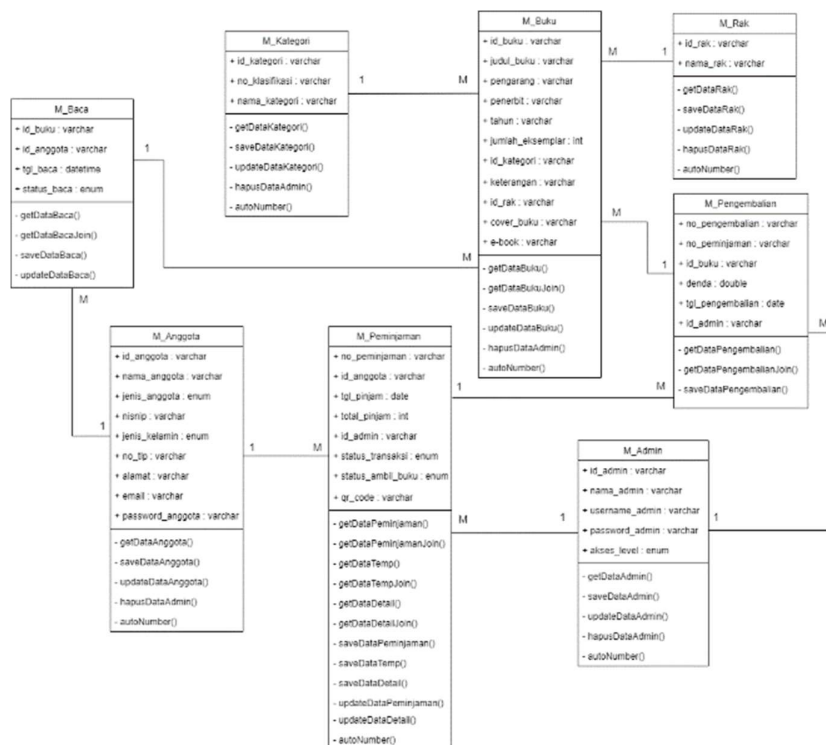 M_Kategori
+ id_kategori : varchar
+ no_klasifikasi : varchar
+ nama_kategori : varchar
- getDataKategori()
- saveDataKategori()
- updateDataKategori()
- hapusDataAdmin()
- autoNumber()
1
M
M_Buku
+ id_buku : varchar
+ judul_buku : varchar
+ pengarang : varchar
+ penerbit : varchar
+ tahun : varchar
+ jumlah_eksemplar : int
+ id_kategori : varchar
+ keterangan : varchar
+ id_rak : varchar
+ cover_buku : varchar
+ e-book : varchar
- getDataBuku()
- getDataBukuJoin()
- saveDataBuku()
- updateDataBuku()
- hapusDataAdmin()
- autoNumber()
M
1
M_Rak
+ id_rak : varchar
+ nama_rak : varchar
- getDataRak()
- saveDataRak()
- updateDataRak()
- hapusDataRak()
- autoNumber()
M_Baca
+ id_buku : varchar
+ id_anggota : varchar
+ tgl_baca : datetime
+ status_baca : enum
- getDataBaca()
- getDataBacaJoin()
- saveDataBaca()
- updateDataBaca()
1
M
M
1
M_Pengembalian
+ no_pengembalian : varchar
+ no_peminjaman : varchar
+ id_buku : varchar
+ denda : double
+ tgl_pengembalian : date
+ id_admin : varchar
- getDataPengembalian()
- getDataPengembalianJoin()
- saveDataPengembalian()
M
M
1
M_Anggota
+ id_anggota : varchar
+ nama_anggota : varchar
+ jenis_anggota : enum
+ nisnip : varchar
+ jenis_kelamin : enum
+ no_tlp : varchar
+ alamat : varchar
+ email : varchar
+ password_anggota : varchar
- getDataAnggota()
- saveDataAnggota()
- updateDataAnggota()
- hapusDataAdmin()
- autoNumber()
1
M
M_Peminjaman
+ no_peminjaman : varchar
+ id_anggota : varchar
+ tgl_pinjam : date
+ total_pinjam : int
+ id_admin : varchar
+ status_transaksi : enum
+ status_ambil_buku : enum
+ qr_code : varchar
- getDataPeminjaman()
- getDataPemijamanJoin()
- getDataTemp()
- getDataTempJoin()
- getDataDetail()
- getDataDetailJoin()
- saveDataPeminjaman()
- saveDataTemp()
- saveDataDetail()
- updateDataPeminjaman()
- updateDataDetail()
- autoNumber()
1
M
M
1
M_Admin
+ id_admin : varchar
+ nama_admin : varchar
+ username_admin : varchar
+ password_admin : varchar
+ akses_level : enum
- getDataAdmin()
- saveDataAdmin()
- updateDataAdmin()
- hapusDataAdmin()
- autoNumber()
1